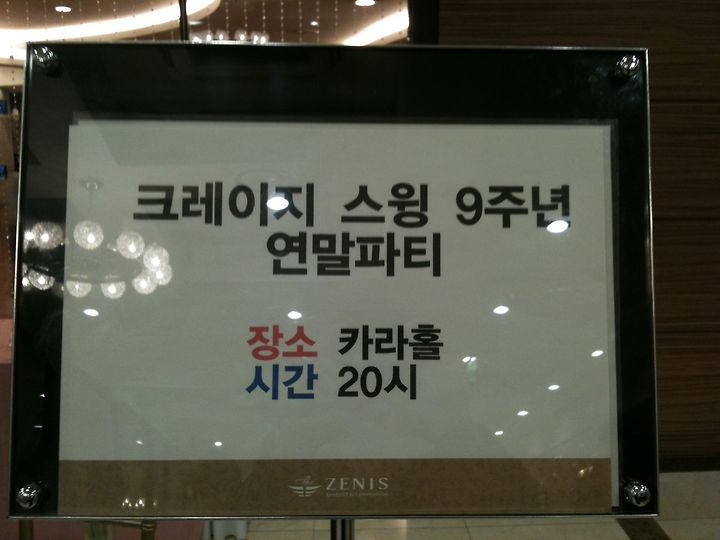 크레이지 스윙 9주년
연말파티
장소 카라홀
시간 20시
The ZENIS